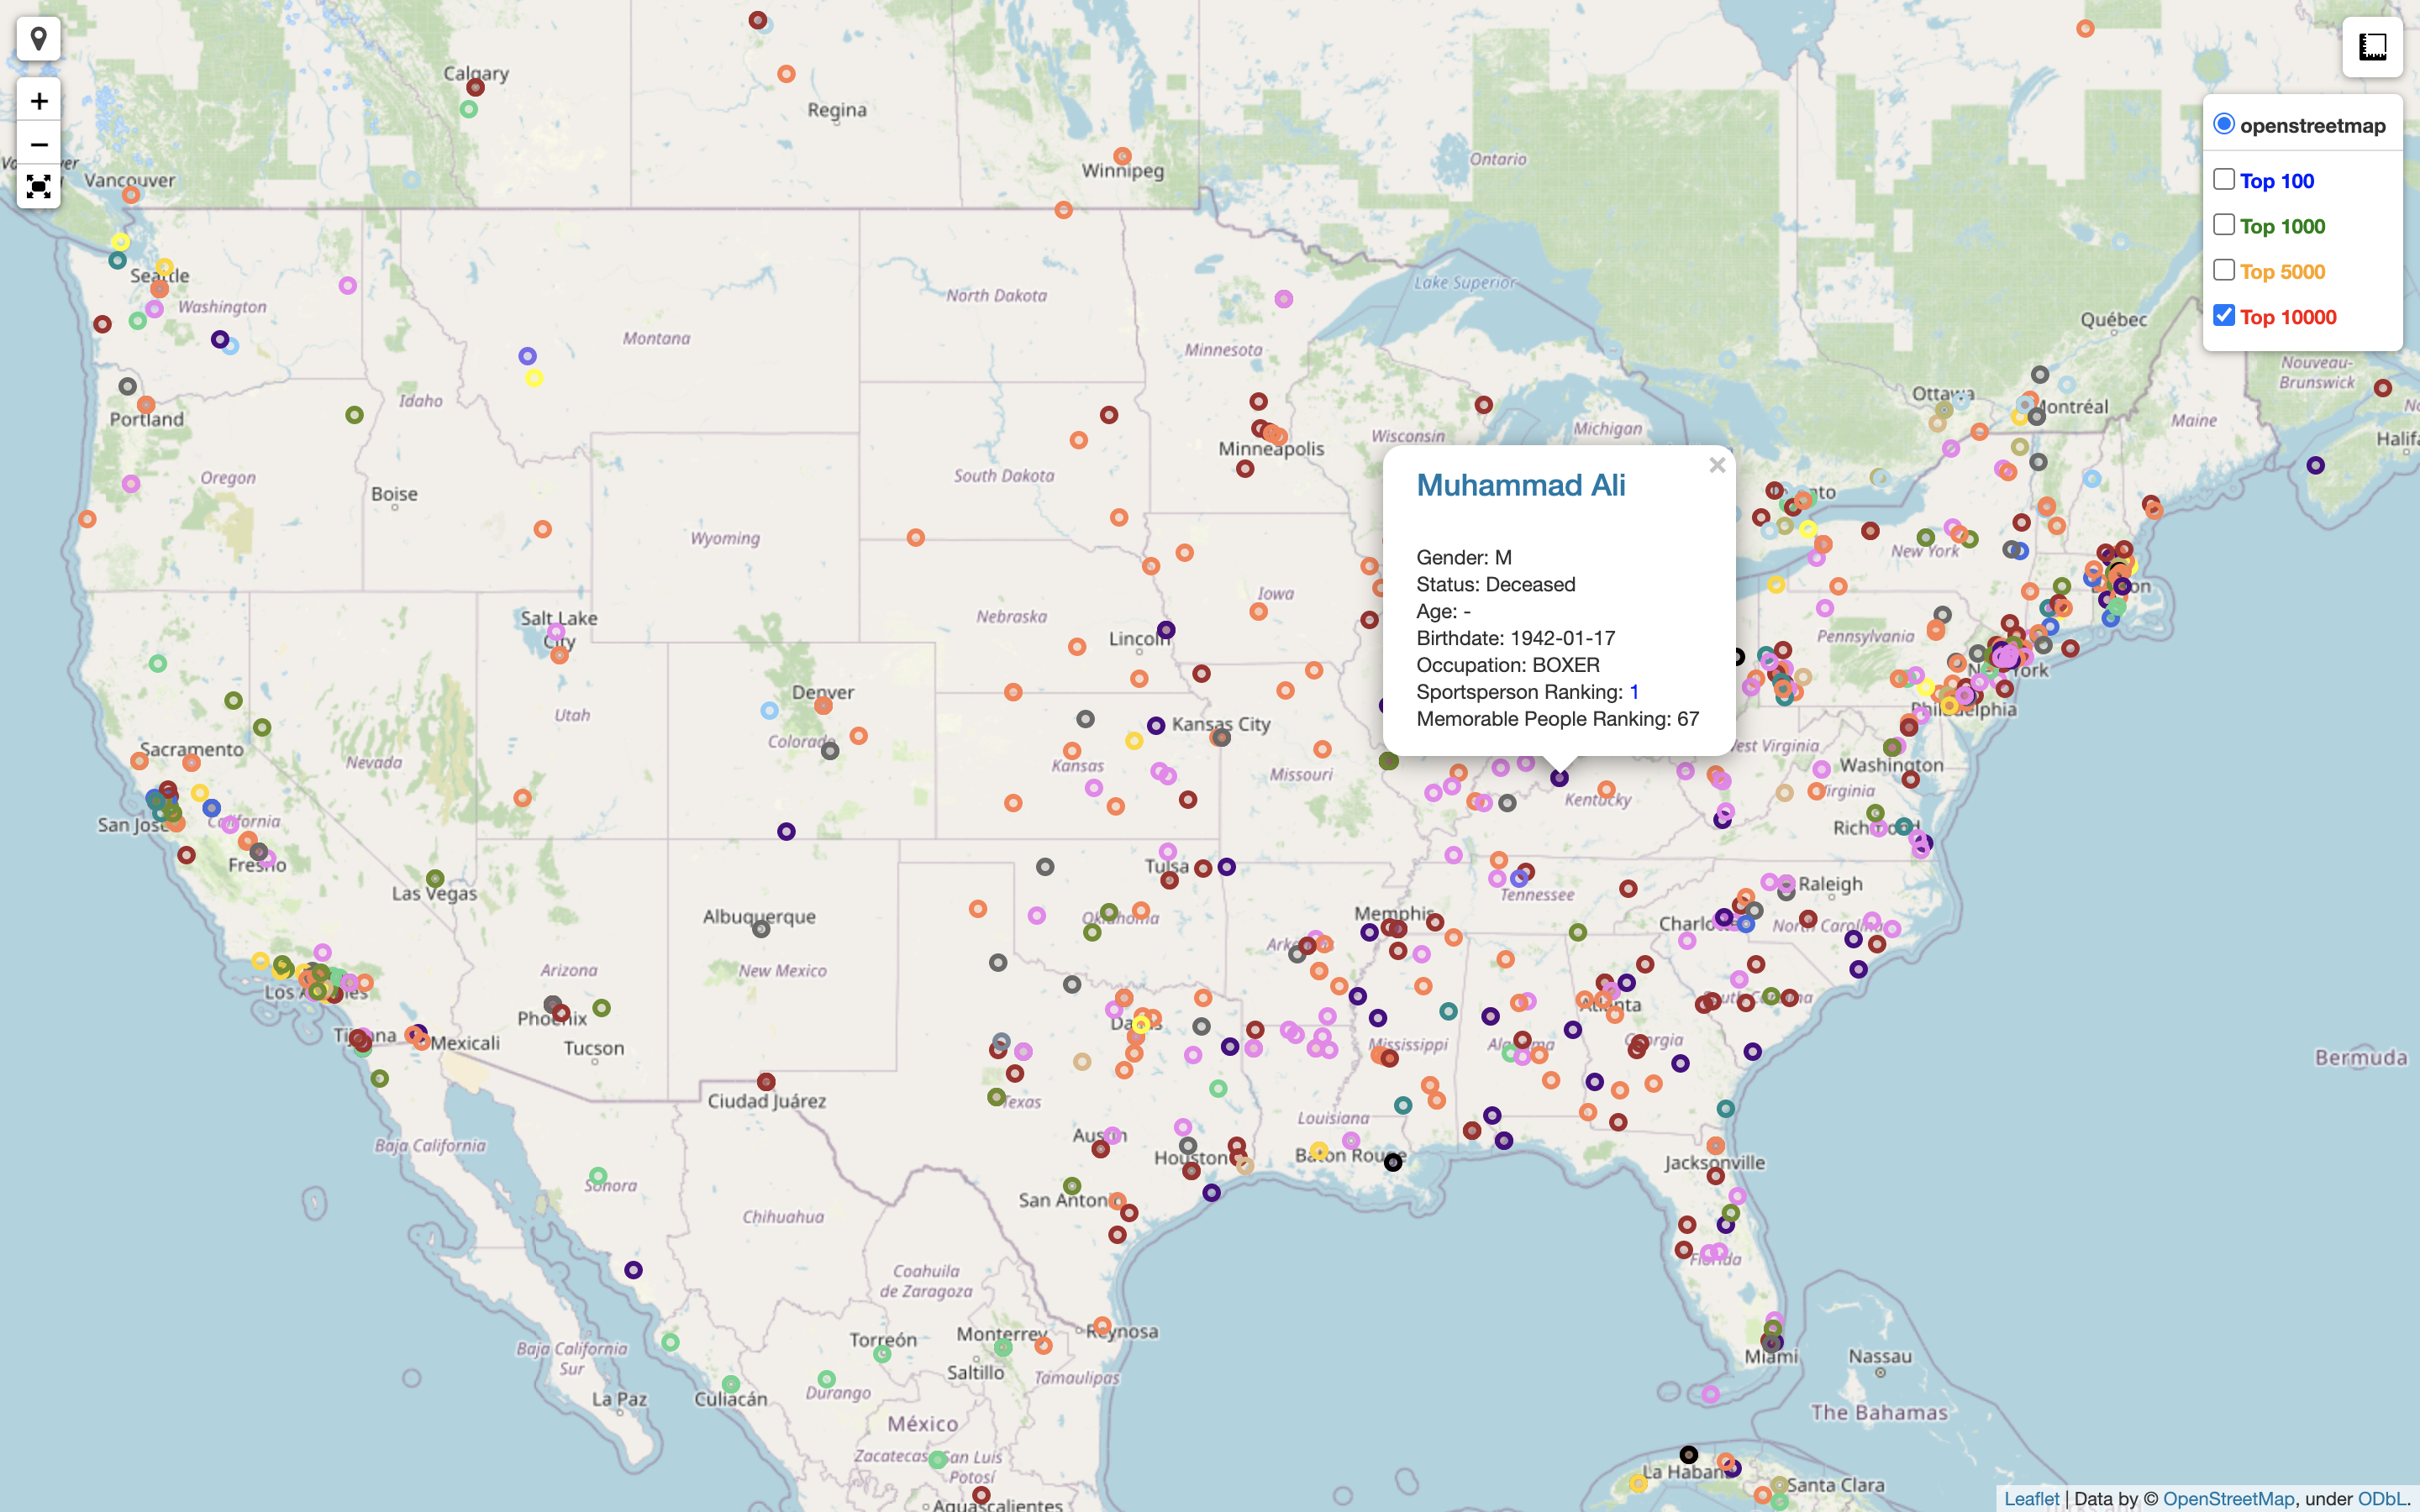 Calgary
Regina
Winnipeg
Ontario
openstreetmap
Top 100
Top 1000
Top 5000
Top 10000
Vancouver
Seattle
Washington
North Dakota
Lake Superior
Québec
Montana
Minnesota
Nouveau-
Brunswick
Portland
Idaho
Ottawa
Montréal
Maine
Minneapolis
Wisconsin
Michigan
Oregon
Boise
South Dakota
Wyoming
New York
Muhammad Ali
×
Gender: M
Status: Deceased
Age: -
Birthdate: 1942-01-17
Occupation: BOXER
Sportsperson Ranking: 1
Memorable People Ranking: 67
Salt Lake
City
Nebraska
Iowa
Lincoln
Pennsylvania
Denver
Utah
Colorado
Kansas City
Philadelphia
Sacramento
Nevada
Kansas
Missouri
West Virginia
Washington
Kentucky
Virginia
San José
California
Richmond
Fresno
Las Vegas
Tulsa
Tennessee
Raleigh
Albuquerque
Oklahoma
Memphis
Charlotte
North Carolina
Arizona
New Mexico
Arkansas
Los Angeles
Phoenix
Dallas
Atlanta
South Carolina
Tijuana
Mexicali
Tucson
Mississippi
Alabama
Georgia
Bermuda
Ciudad Juárez
Texas
Louisiana
Baja California
Austin
Houston
Baton Rouge
Jacksonville
Sonora
San Antonio
Chihuahua
Florida
Coahuila
de Zaragoza
Torreón
Monterrey
Reynosa
Baja California
Sur
Saltillo
Tamaulipas
Miami
Nassau
La Paz
Culiacán
Durango
The Bahamas
México
Zacatecas
San Luis
Potosí
La Habana
Santa Clara
Aguascalientes
Leaflet | Data by © OpenStreetMap, under ODbL.